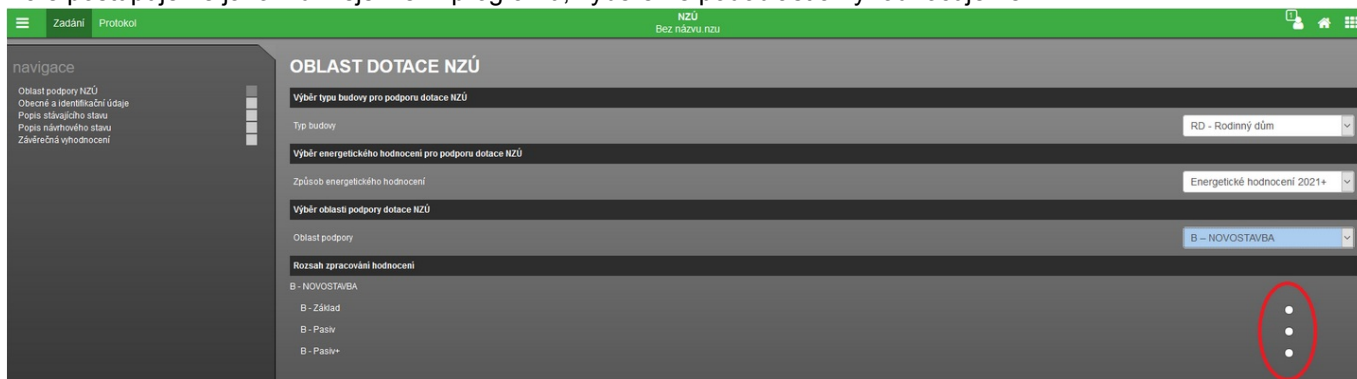 Zadání Protokol
NZÚ
Bez názvu.nzu
1
navigace
Oblast podpory NZÚ
Obecné a identifikační údaje
Popis stávajícího stavu
Popis návrhového stavu
Závěrečná vyhodnocení
OBLAST DOTACE NZÚ
Výběr typu budovy pro podporu dotace NZÚ
Typ budovy
RD - Rodinný dům
Výběr energetického hodnocení pro podporu dotace NZÚ
Způsob energetického hodnocení
Energetické hodnocení 2021+
Výběr oblasti podpory dotace NZÚ
Oblast podpory
B – NOVOSTAVBA
Rozsah zpracování hodnocení
B - NOVOSTAVBA
B - Základ
B - Pasiv
B - Pasiv+